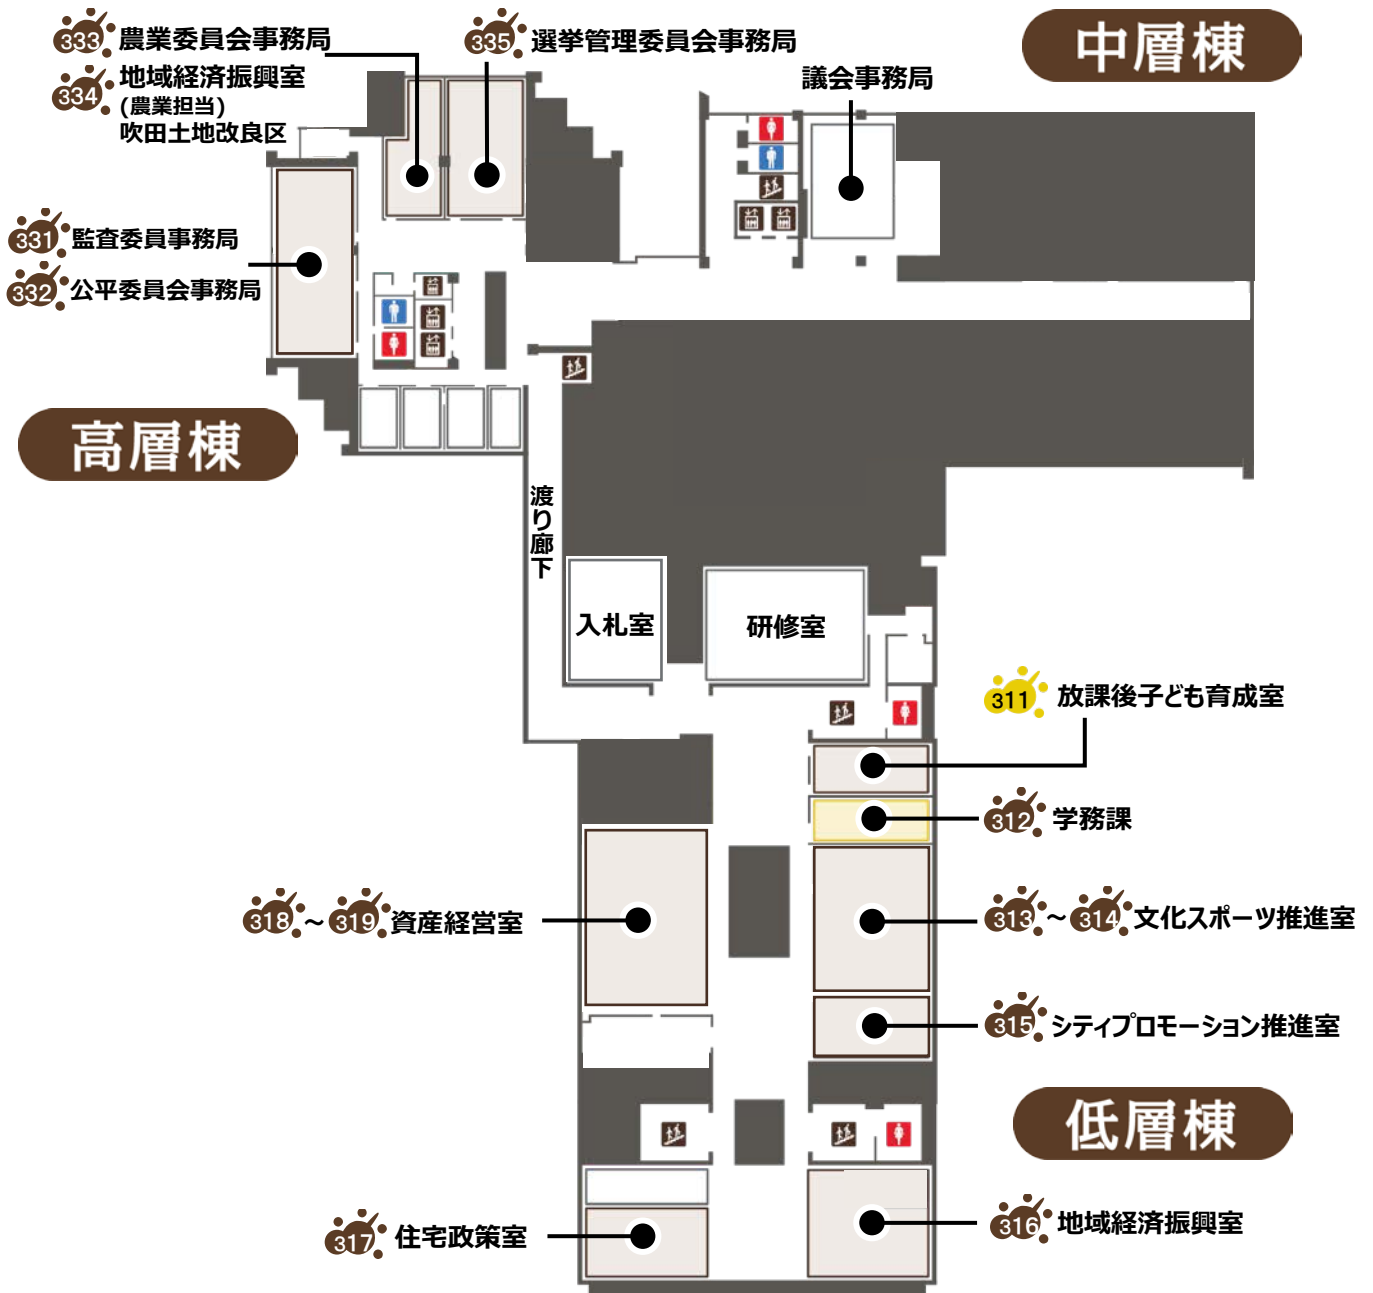 333 農業委員会事務局
334 地域経済振興室
(農業担当)
吹田土地改良区
335 選挙管理委員会事務局
中層棟
議会事務局
331 監査委員事務局
332 公平委員会事務局
高層棟
渡り廊下
入札室
研修室
311 放課後子ども育成室
312 学務課
318 ～ 319 資産経営室
313 ～ 314 文化スポーツ推進室
315 シティプロモーション推進室
低層棟
317 住宅政策室
316 地域経済振興室